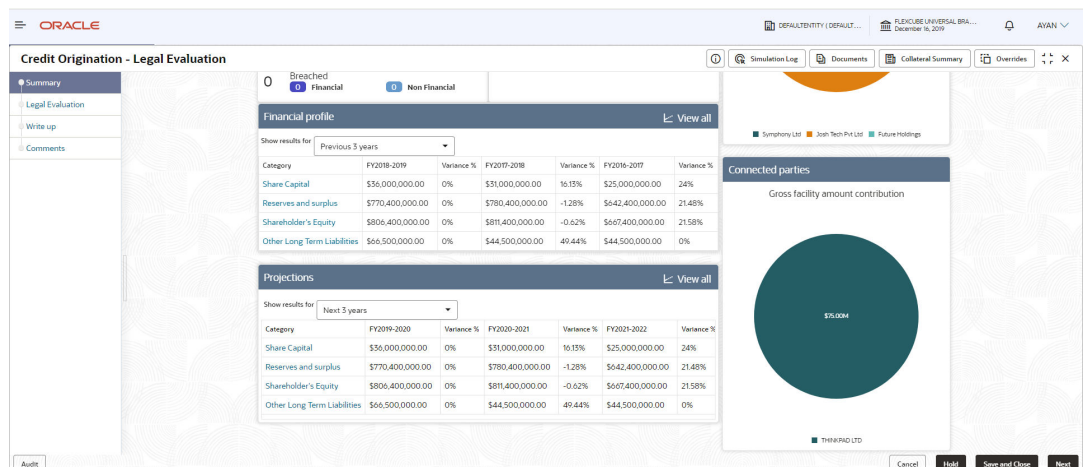 ORACLE
DEFAULTENTITY ( DEFAULT....
FLEXCUBE UNIVERSAL BRA...
December 16, 2019
AYAN
Credit Origination - Legal Evaluation
Simulation Log
Documents
Collateral Summary
Overrides
Summary
Legal Evaluation
Write up
Comments
0 Breached
0 Financial 0 Non Financial
Financial profile View all
Show results for Previous 3 years
Category FY2018-2019 Variance % FY2017-2018 Variance % FY2016-2017 Variance %
Share Capital $36,000,000.00 0% $31,000,000.00 16.13% $25,000,000.00 24%
Reserves and surplus $770,400,000.00 0% $780,400,000.00 -1.28% $642,400,000.00 21.48%
Shareholder's Equity $806,400,000.00 0% $811,400,000.00 -0.62% $667,400,000.00 21.58%
Other Long Term Liabilities $66,500,000.00 0% $44,500,000.00 49.44% $44,500,000.00 0%
Projections View all
Show results for Next 3 years
Category FY2019-2020 Variance % FY2020-2021 Variance % FY2021-2022 Variance %
Share Capital $36,000,000.00 0% $31,000,000.00 16.13% $25,000,000.00 24%
Reserves and surplus $770,400,000.00 0% $780,400,000.00 -1.28% $642,400,000.00 21.48%
Shareholder's Equity $806,400,000.00 0% $811,400,000.00 -0.62% $667,400,000.00 21.58%
Other Long Term Liabilities $66,500,000.00 0% $44,500,000.00 49.44% $44,500,000.00 0%
Symphony Ltd Josh Tech Pvt Ltd Future Holdings
Connected parties
Gross facility amount contribution
$75.00M
THINKPAD LTD
Audit
Cancel Hold Save and Close Next